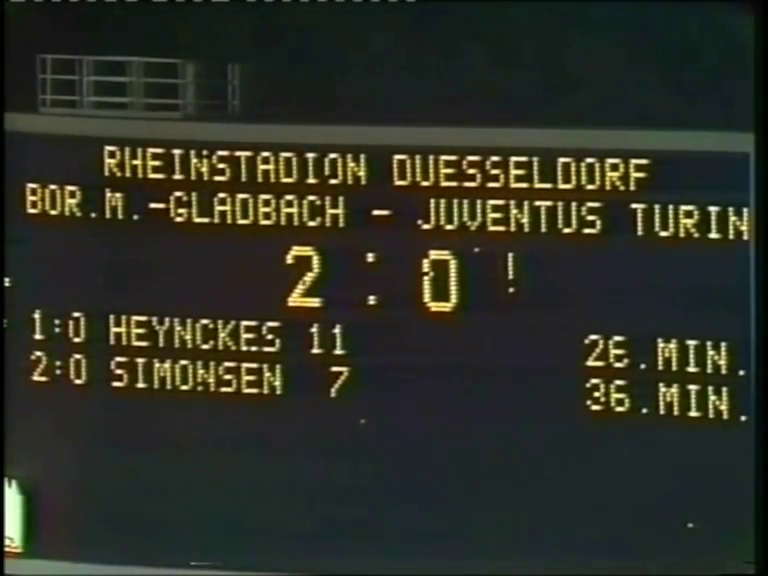 RHEINSTADION DUESSELDORF
BOR.M.-GLADBACH - JUVENTUS TURIN
2 : 0 !
1:0 HEYNCKES 11 26.MIN.
2:0 SIMONSEN 7 36.MIN.